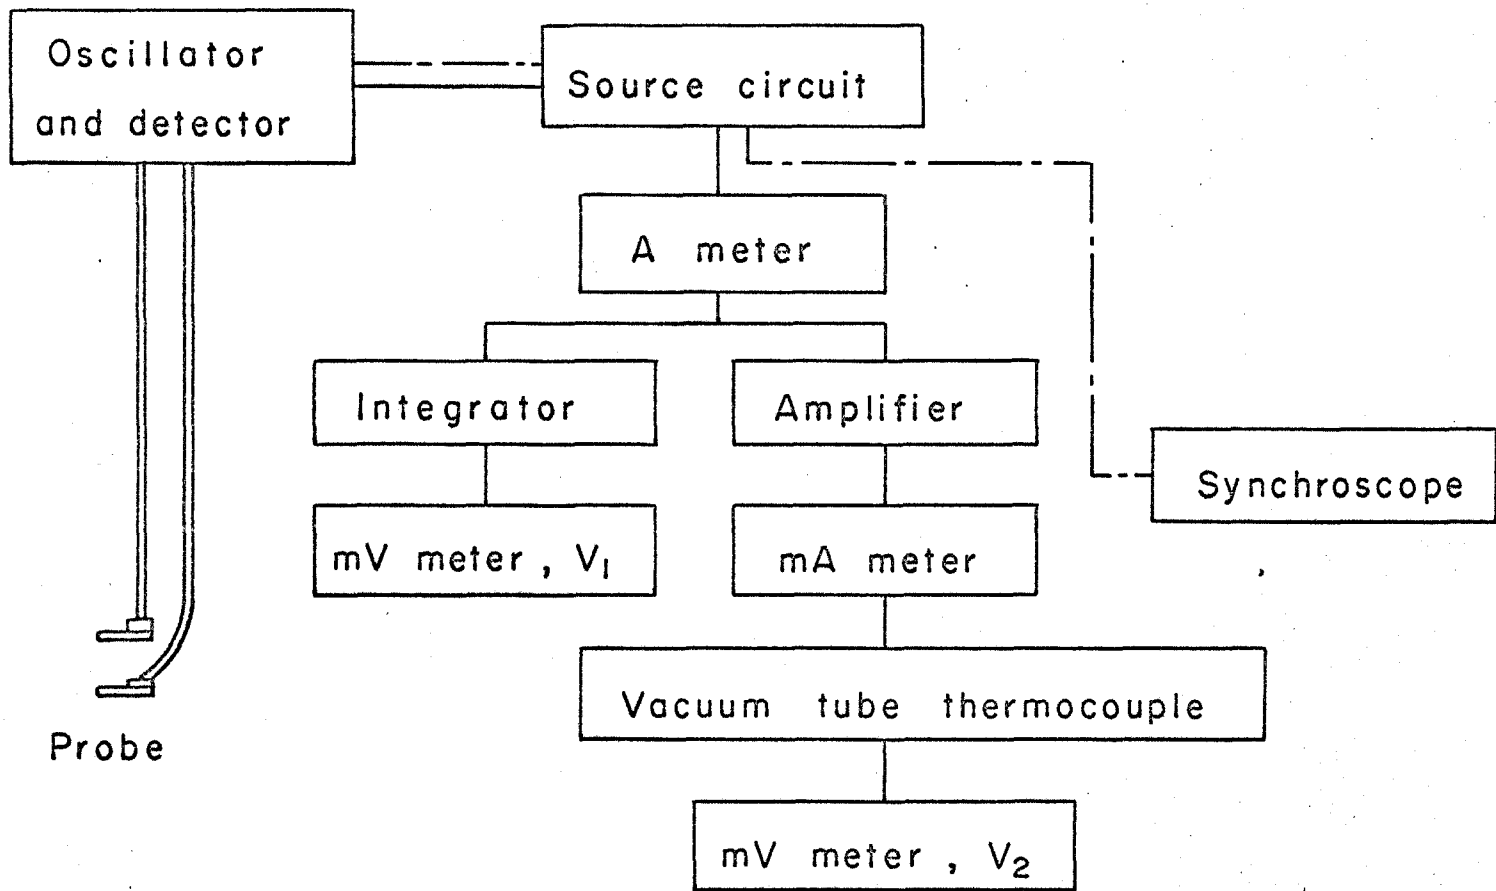 Oscillator
and detector
Source circuit
A meter
Integrator
Amplifier
Synchroscope
mV meter, V₁
mA meter
Vacuum tube thermocouple
Probe
mV meter, V₂